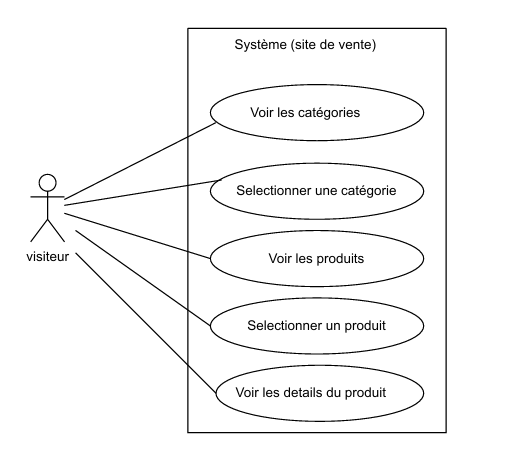 Système (site de vente)
Voir les catégories
Selectionner une catégorie
visiteur
Voir les produits
Selectionner un produit
Voir les details du produit